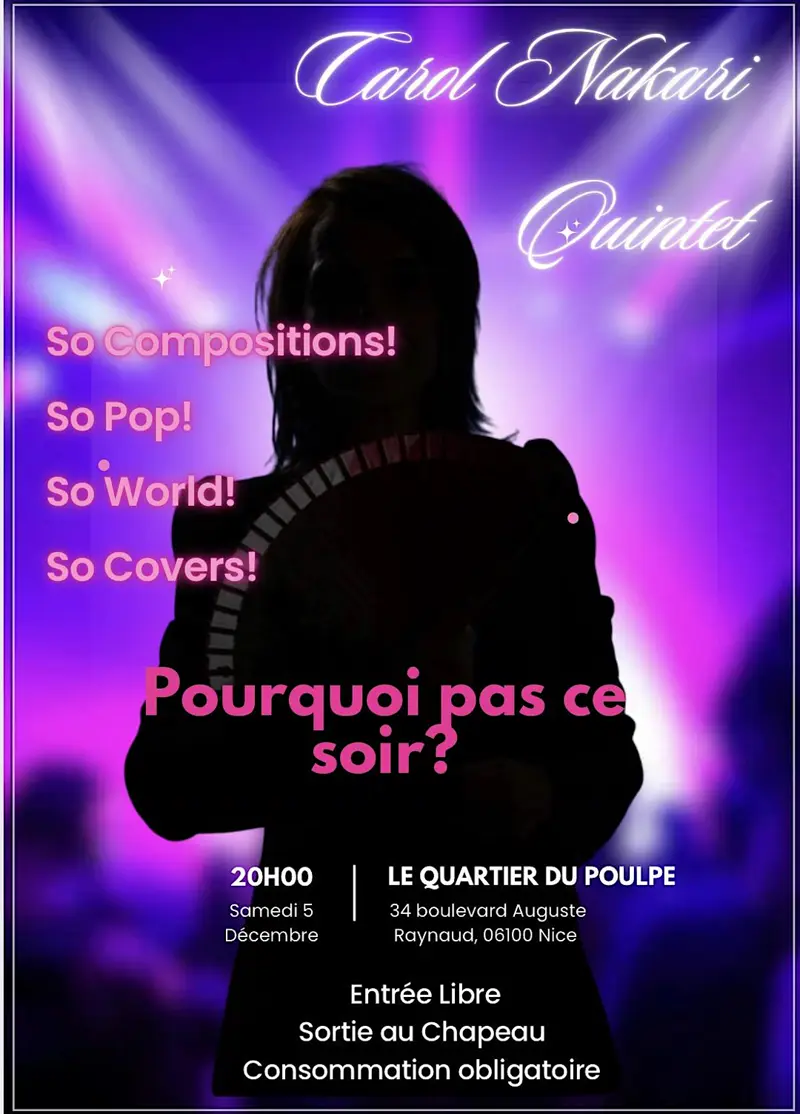 Carol Nakari
Quintet
So Compositions!
So Pop!
So World!
So Covers!
Pourquoi pas ce
soir?
20H00
Samedi 5
Décembre
LE QUARTIER DU POULPE
34 boulevard Auguste
Raynaud, 06100 Nice
Entrée Libre
Sortie au Chapeau
Consommation obligatoire